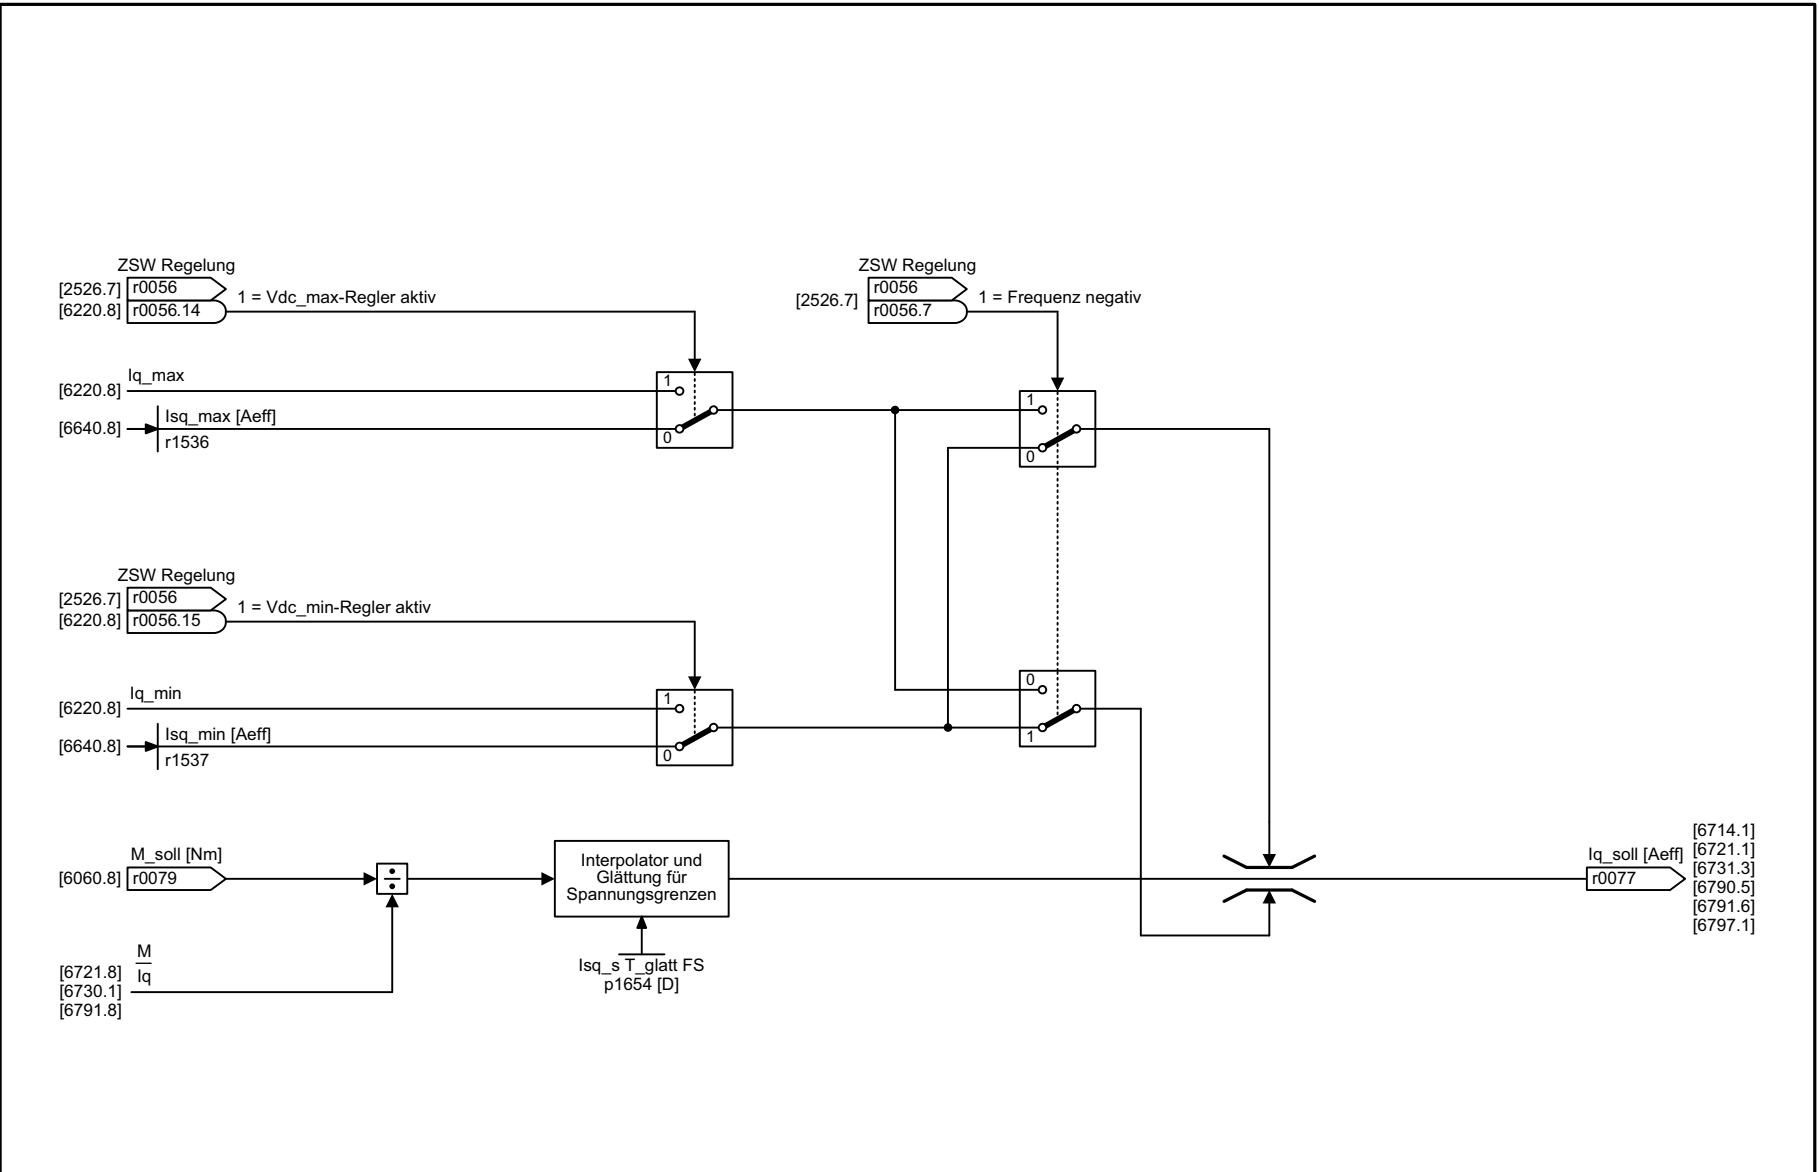 ZSW Regelung
[2526.7] r0056
1 = Vdc_max-Regler aktiv
[6220.8] r0056.14
ZSW Regelung
r0056
[2526.7]
1 = Frequenz negativ
r0056.7
Iq_max
[6220.8]
1
Isq_max [Aeff]
[6640.8]
0
r1536
1
0
ZSW Regelung
[2526.7] r0056
1 = Vdc_min-Regler aktiv
[6220.8] r0056.15
Iq_min
[6220.8]
1
Isq_min [Aeff]
[6640.8]
0
r1537
0
1
M_soll [Nm]
[6060.8] r0079
÷
Interpolator und
Glättung für
Spannungsgrenzen
Isq_s T_glatt FS
p1654 [D]
M
Iq
[6721.8]
[6730.1]
[6791.8]
Iq_soll [Aeff]
r0077
[6714.1]
[6721.1]
[6731.3]
[6790.5]
[6791.6]
[6797.1]